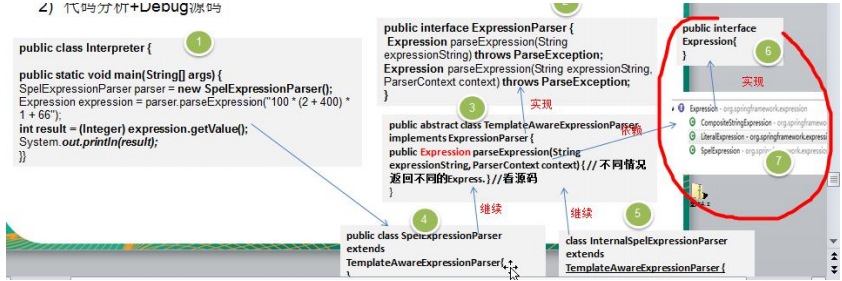 2) 代码分析+Debug源码
1
public class Interpreter {
public static void main(String[] args) {
SpelExpressionParser parser = new SpelExpressionParser();
Expression expression = parser.parseExpression("100 * (2 + 400) *
1 + 66");
int result = (Integer) expression.getValue();
System.out.println(result);
}}
public interface ExpressionParser {
Expression parseExpression(String
expressionString) throws ParseException;
Expression parseExpression(String expressionString,
ParserContext context) throws ParseException;
}
3
实现
public abstract class TemplateAwareExpressionParser
implements ExpressionParser {
public Expression parseExpression(String
expressionString, ParserContext context) { // 不同情况
返回不同的Express. } //看源码
}
依赖
继续
继续
4
public class SpelExpressionParser
extends
TemplateAwareExpressionParser{
5
class InternalSpelExpressionParser
extends
TemplateAwareExpressionParser {
public interface
Expression{
}
6
实现
Expression - org.springframework.expression
CompositeStringExpression - org.springframewo
LiteralExpression - org.springframework.expressi
SpelExpression - org.springframework.expression
7